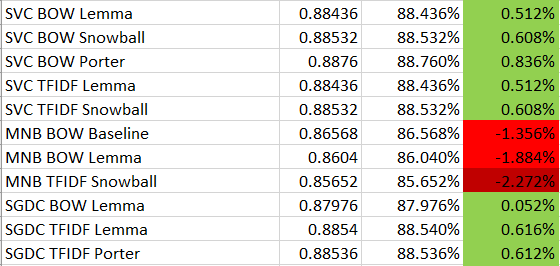 SVC BOW Lemma 0.88436 88.436% 0.512%
SVC BOW Snowball 0.88532 88.532% 0.608%
SVC BOW Porter 0.8876 88.760% 0.836%
SVC TFIDF Lemma 0.88436 88.436% 0.512%
SVC TFIDF Snowball 0.88532 88.532% 0.608%
MNB BOW Baseline 0.86568 86.568% -1.356%
MNB BOW Lemma 0.8604 86.040% -1.884%
MNB TFIDF Snowball 0.85652 85.652% -2.272%
SGDC BOW Lemma 0.87976 87.976% 0.052%
SGDC TFIDF Lemma 0.8854 88.540% 0.616%
SGDC TFIDF Porter 0.88536 88.536% 0.612%